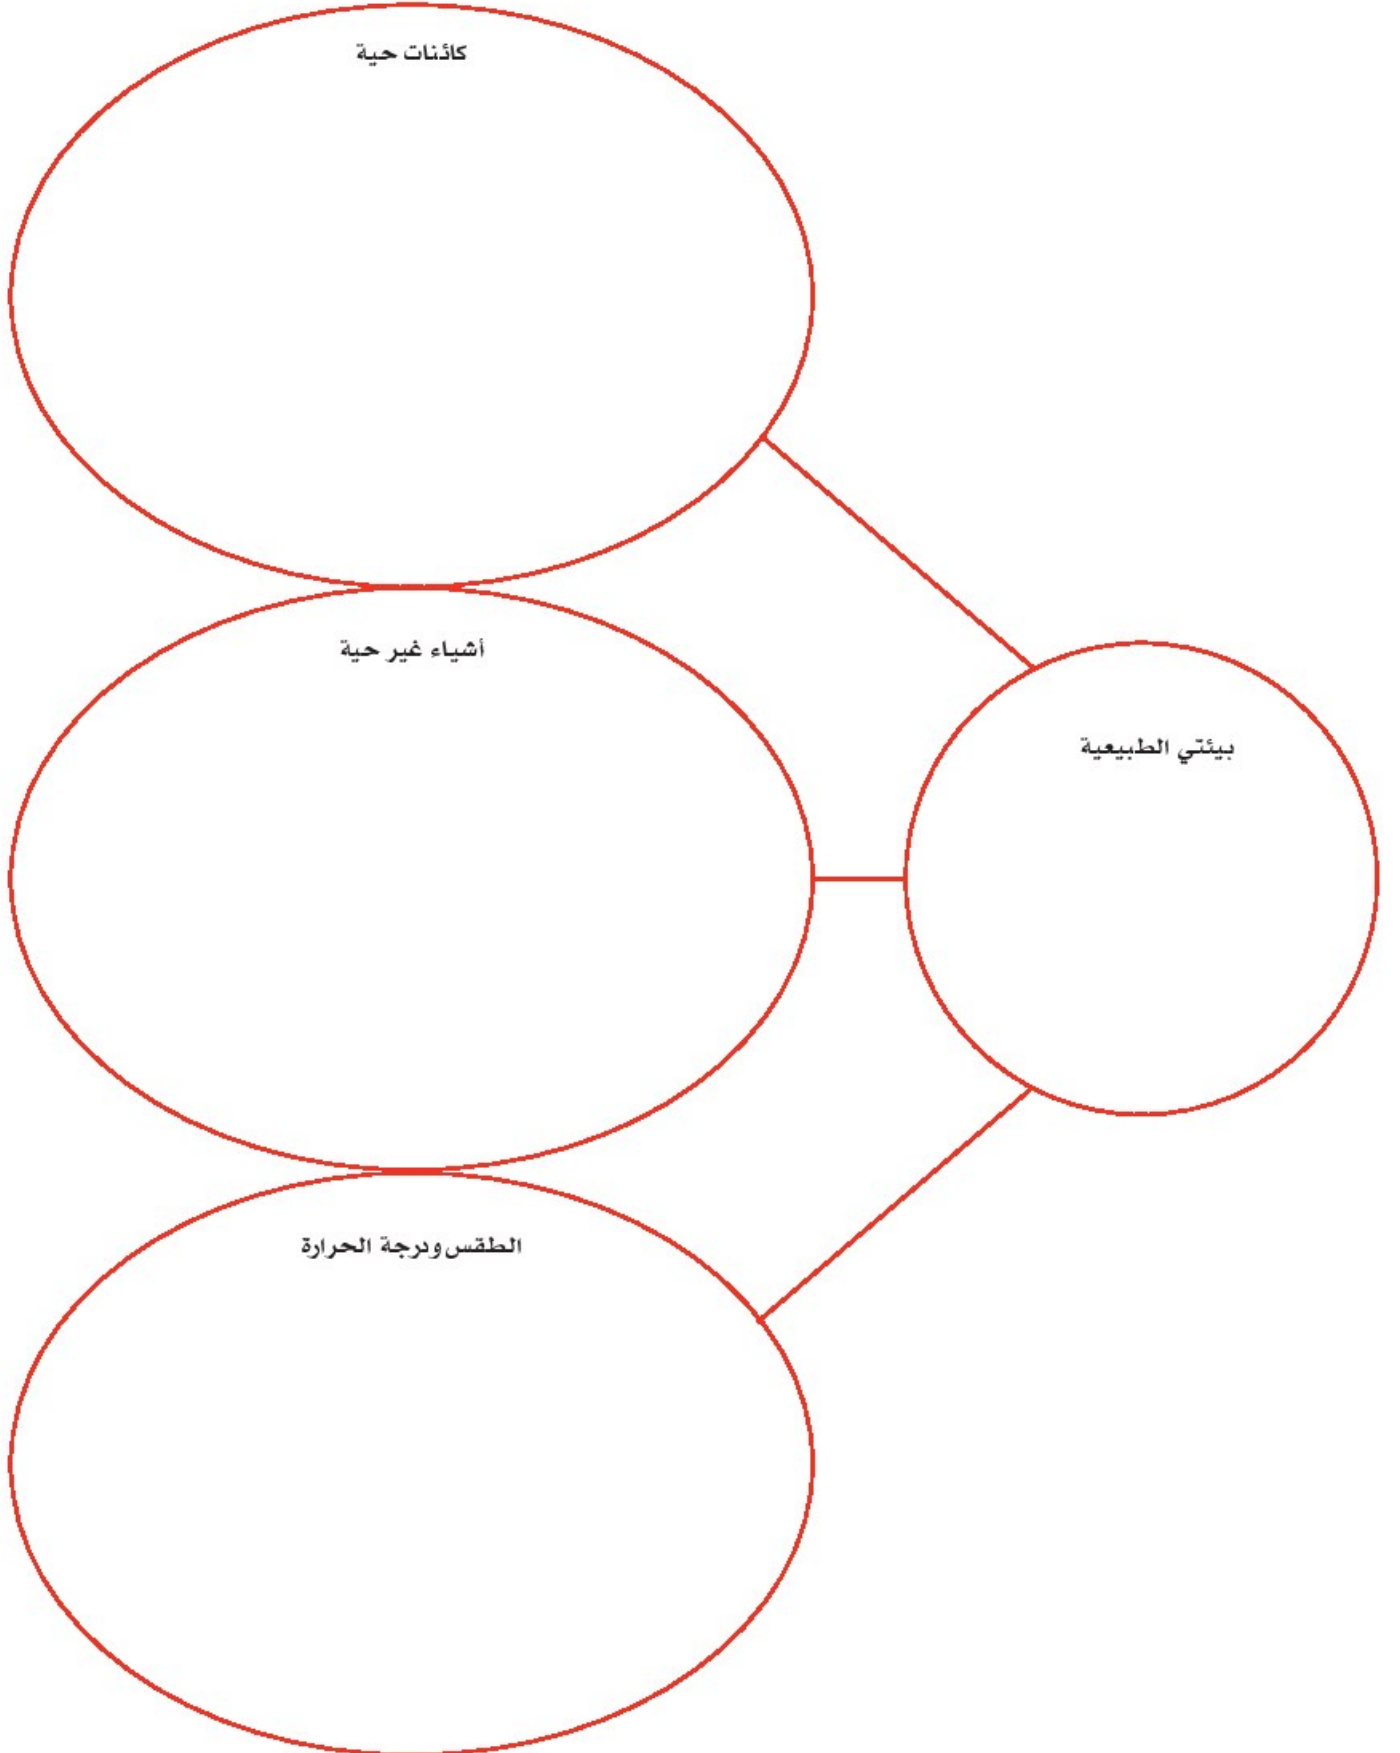 كائنات حية
أشياء غير حية
بيئتي الطبيعية
الطقس ودرجة الحرارة